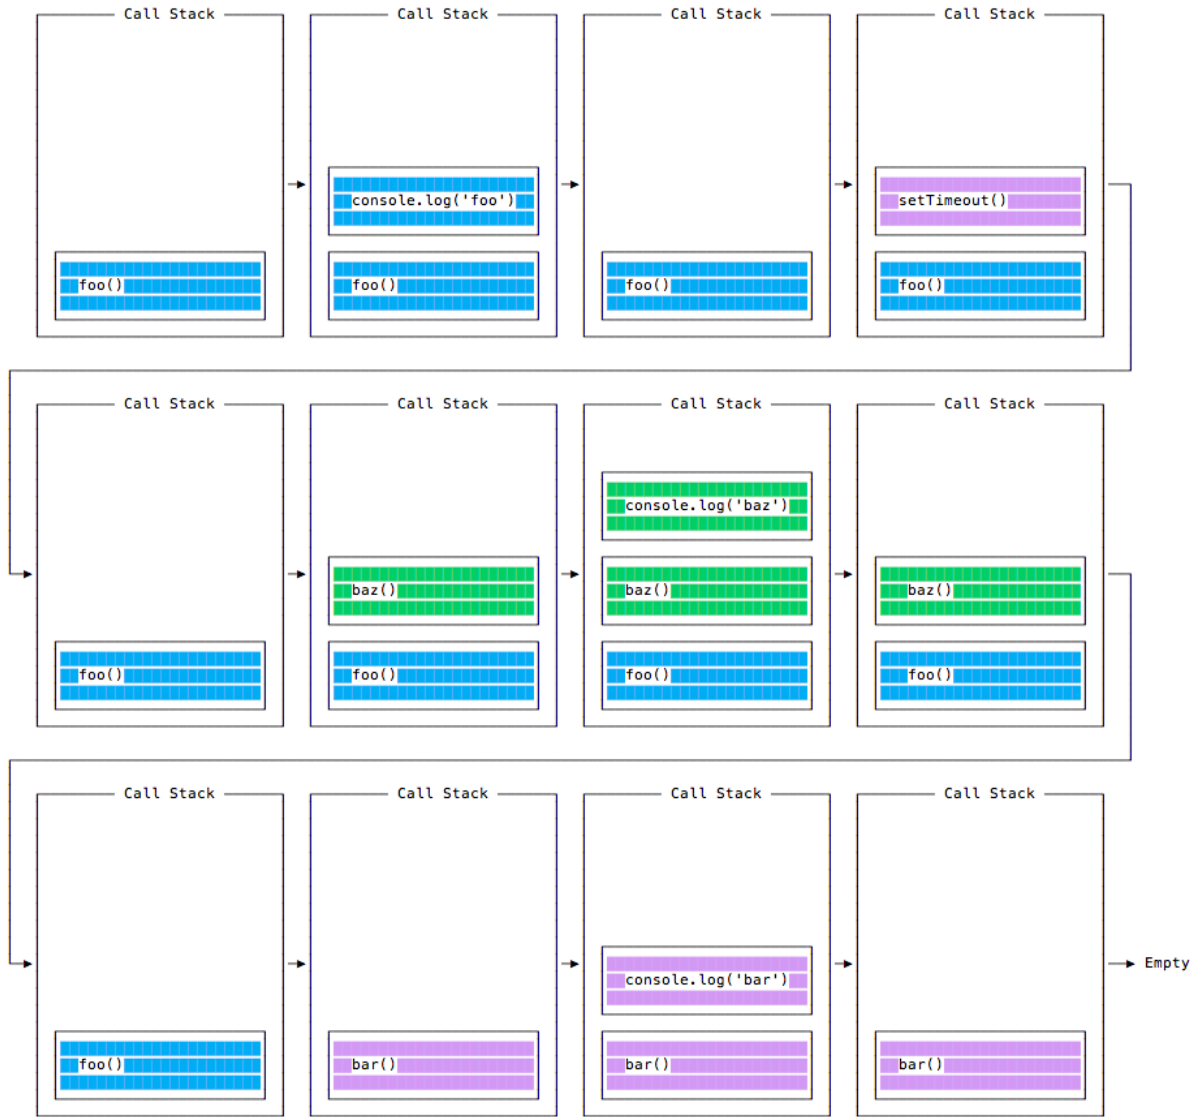 Call Stack
Call Stack
Call Stack
Call Stack
console.log('foo')
setTimeout()
foo()
foo()
foo()
foo()
Call Stack
Call Stack
Call Stack
Call Stack
console.log('baz')
baz()
baz()
baz()
foo()
foo()
foo()
foo()
Call Stack
Call Stack
Call Stack
Call Stack
Empty
console.log('bar')
foo()
bar()
bar()
bar()